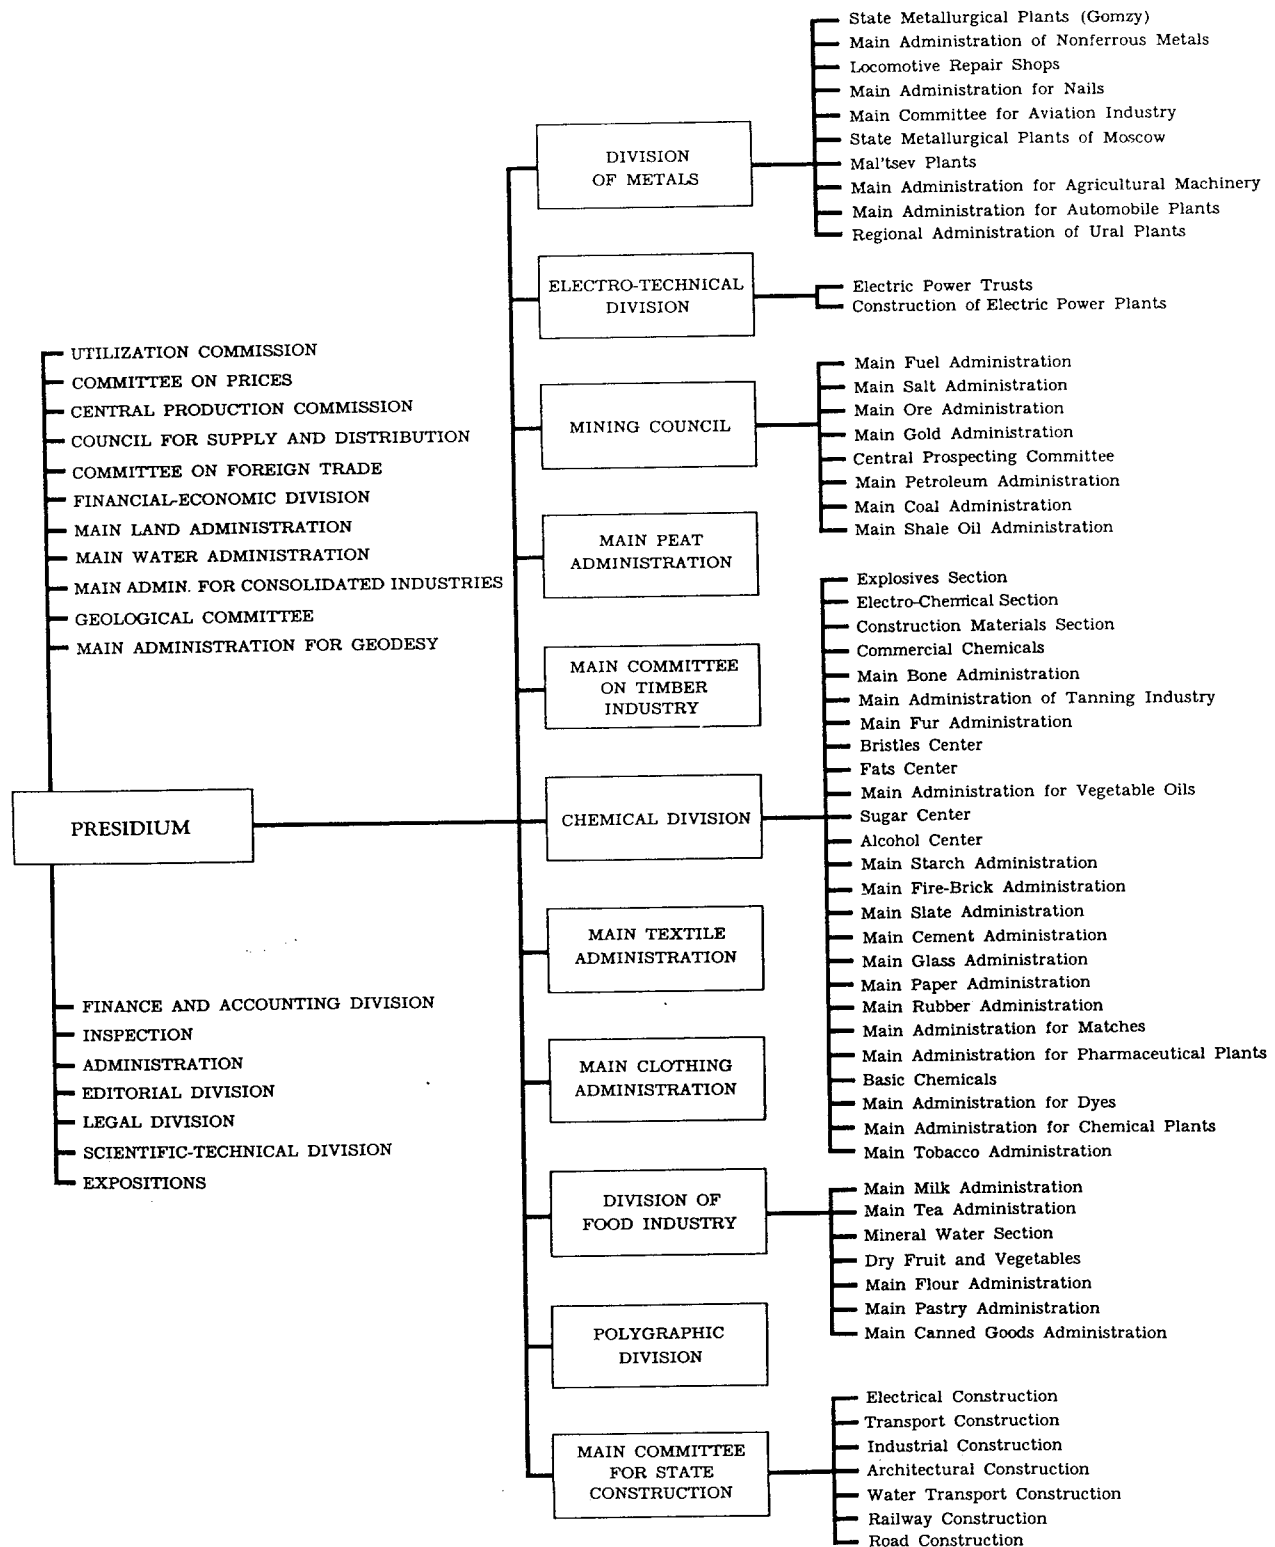 UTILIZATION COMMISSION
COMMITTEE ON PRICES
CENTRAL PRODUCTION COMMISSION
COUNCIL FOR SUPPLY AND DISTRIBUTION
COMMITTEE ON FOREIGN TRADE
FINANCIAL-ECONOMIC DIVISION
MAIN LAND ADMINISTRATION
MAIN WATER ADMINISTRATION
MAIN ADMIN. FOR CONSOLIDATED INDUSTRIES
GEOLOGICAL COMMITTEE
MAIN ADMINISTRATION FOR GEODESY
PRESIDIUM
FINANCE AND ACCOUNTING DIVISION
INSPECTION
ADMINISTRATION
EDITORIAL DIVISION
LEGAL DIVISION
SCIENTIFIC-TECHNICAL DIVISION
EXPOSITIONS
DIVISION
OF METALS
State Metallurgical Plants (Gomzy)
Main Administration of Nonferrous Metals
Locomotive Repair Shops
Main Administration for Nails
Main Committee for Aviation Industry
State Metallurgical Plants of Moscow
Mal'tsev Plants
Main Administration for Agricultural Machinery
Main Administration for Automobile Plants
Regional Administration of Ural Plants
ELECTRO-TECHNICAL
DIVISION
Electric Power Trusts
Construction of Electric Power Plants
MINING COUNCIL
Main Fuel Administration
Main Salt Administration
Main Ore Administration
Main Gold Administration
Central Prospecting Committee
Main Petroleum Administration
Main Coal Administration
Main Shale Oil Administration
MAIN PEAT
ADMINISTRATION
MAIN COMMITTEE
ON TIMBER
INDUSTRY
CHEMICAL DIVISION
Explosives Section
Electro-Chemical Section
Construction Materials Section
Commercial Chemicals
Main Bone Administration
Main Administration of Tanning Industry
Main Fur Administration
Bristles Center
Fats Center
Main Administration for Vegetable Oils
Sugar Center
Alcohol Center
Main Starch Administration
Main Fire-Brick Administration
Main Slate Administration
Main Cement Administration
Main Glass Administration
Main Paper Administration
Main Rubber Administration
Main Administration for Matches
Main Administration for Pharmaceutical Plants
Basic Chemicals
Main Administration for Dyes
Main Administration for Chemical Plants
Main Tobacco Administration
MAIN TEXTILE
ADMINISTRATION
MAIN CLOTHING
ADMINISTRATION
DIVISION OF
FOOD INDUSTRY
Main Milk Administration
Main Tea Administration
Mineral Water Section
Dry Fruit and Vegetables
Main Flour Administration
Main Pastry Administration
Main Canned Goods Administration
POLYGRAPHIC
DIVISION
MAIN COMMITTEE
FOR STATE
CONSTRUCTION
Electrical Construction
Transport Construction
Industrial Construction
Architectural Construction
Water Transport Construction
Railway Construction
Road Construction